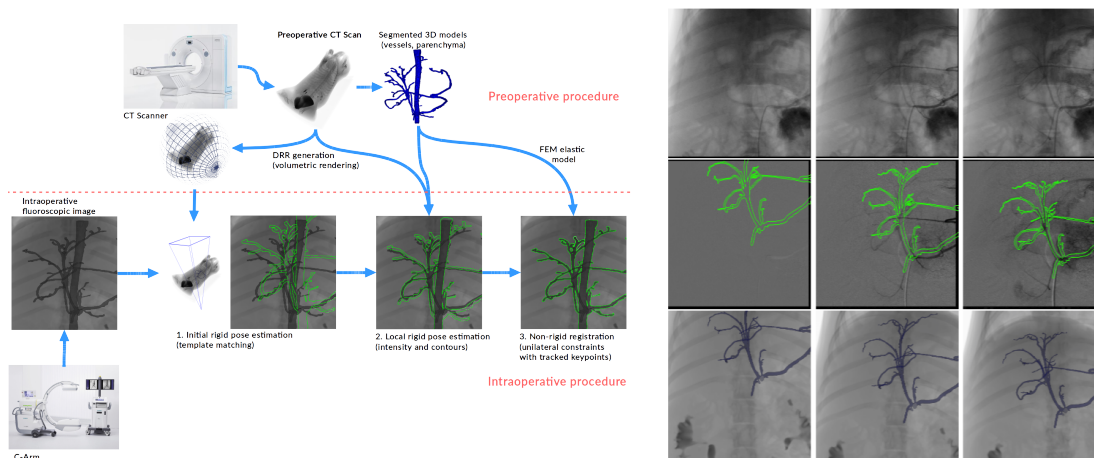 Preoperative CT Scan
Segmented 3D models
(vessels, parenchyma)
Preoperative procedure
CT Scanner
DRR generation
(volumetric rendering)
FEM elastic
model
Intraoperative
fluoroscopic image
1. Initial rigid pose estimation
(template matching)
2. Local rigid pose estimation
(intensity and contours)
3. Non-rigid registration
(unilateral constraints
with tracked keypoints)
Intraoperative procedure
C-Arm